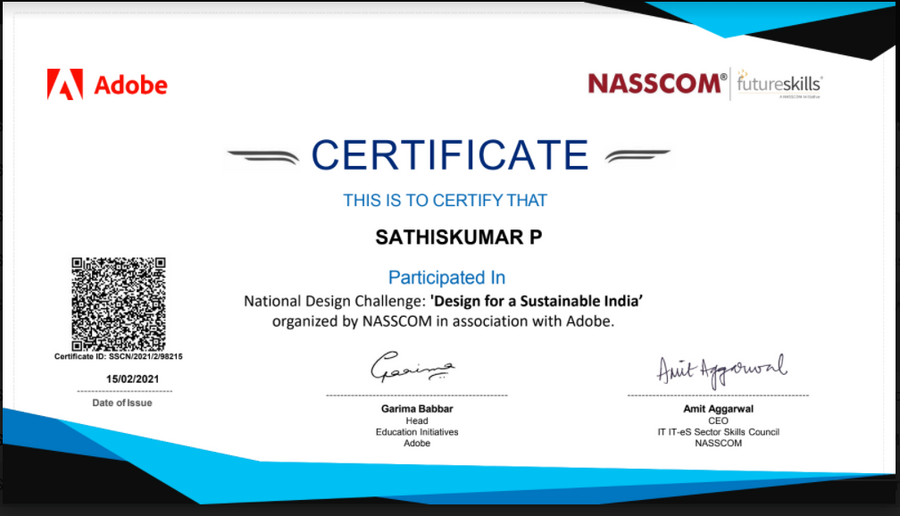 Adobe
NASSCOM® futureskills
A NASSCOM Initiative
CERTIFICATE
THIS IS TO CERTIFY THAT
SATHISKUMAR P
Participated In
National Design Challenge: 'Design for a Sustainable India’
organized by NASSCOM in association with Adobe.
Certificate ID: SSCN/2021/2/98215
15/02/2021
Date of Issue
Garima
Garima Babbar
Head
Education Initiatives
Adobe
Amit Aggarwal
Amit Aggarwal
CEO
IT IT-eS Sector Skills Council
NASSCOM